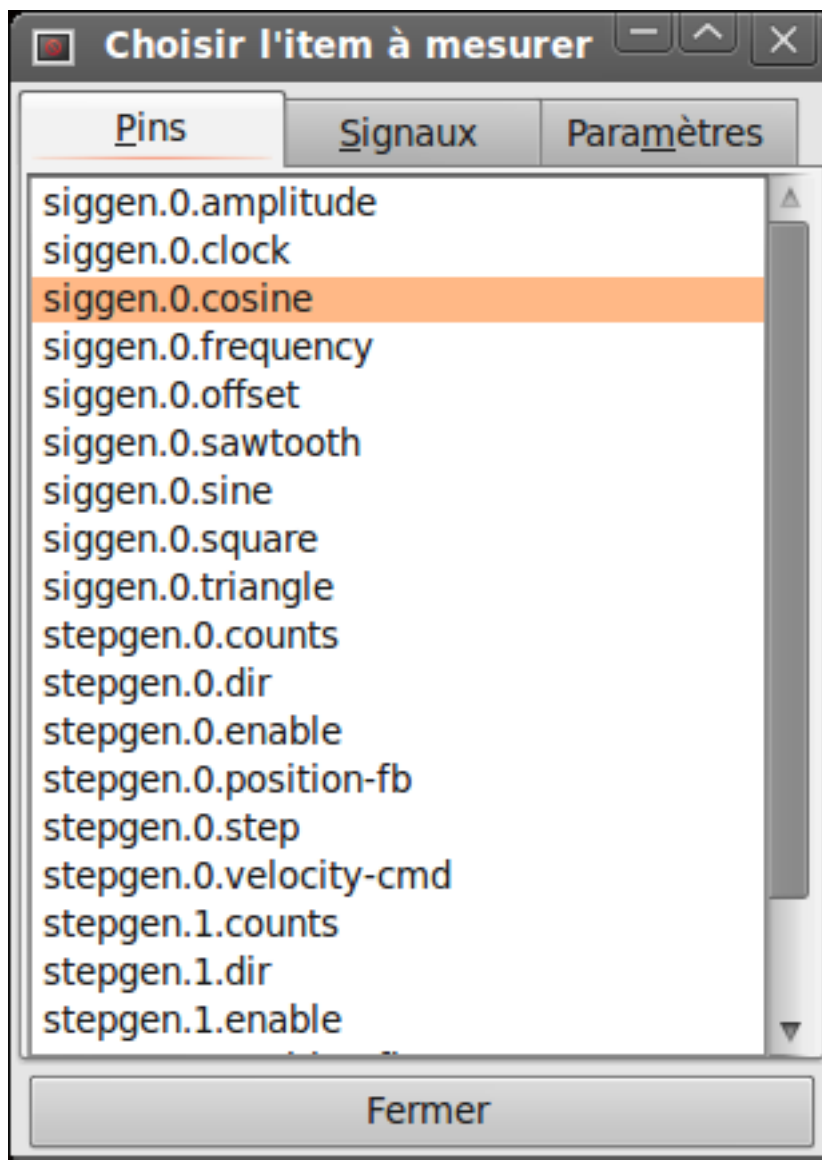 Choisir l'item à mesurer
Pins Signaux Paramètres
siggen.0.amplitude
siggen.0.clock
siggen.0.cosine
siggen.0.frequency
siggen.0.offset
siggen.0.sawtooth
siggen.0.sine
siggen.0.square
siggen.0.triangle
stepgen.0.counts
stepgen.0.dir
stepgen.0.enable
stepgen.0.position-fb
stepgen.0.step
stepgen.0.velocity-cmd
stepgen.1.counts
stepgen.1.dir
stepgen.1.enable
Fermer